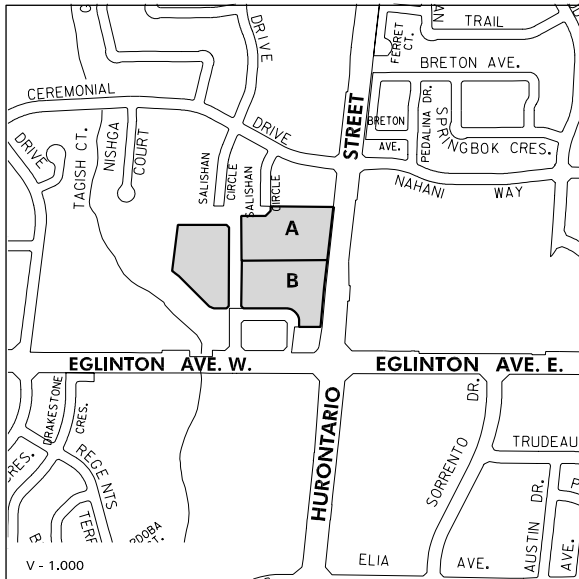 TRAIL
FERRET
CT.
DRIVE
BRETON AVE.
CEREMONIAL
DRIVE
STREET
BRETON
AVE.
PEDALINA DR.
SPRINGBOK CRES.
DRIVE
TAGISH CT.
NISHGA
COURT
SALISHAN
CIRCLE
SALISHAN
CIRCLE
NAHANI WAY
A
B
EGLINTON AVE. W.
EGLINTON AVE. E.
DRAKESTONE
CRES.
HURONTARIO
DR.
SORRENTO
TRUDEAU
CRES.
REGENTS
AUSTIN DR.
AVE.
ELIA AVE.
V - 1.000